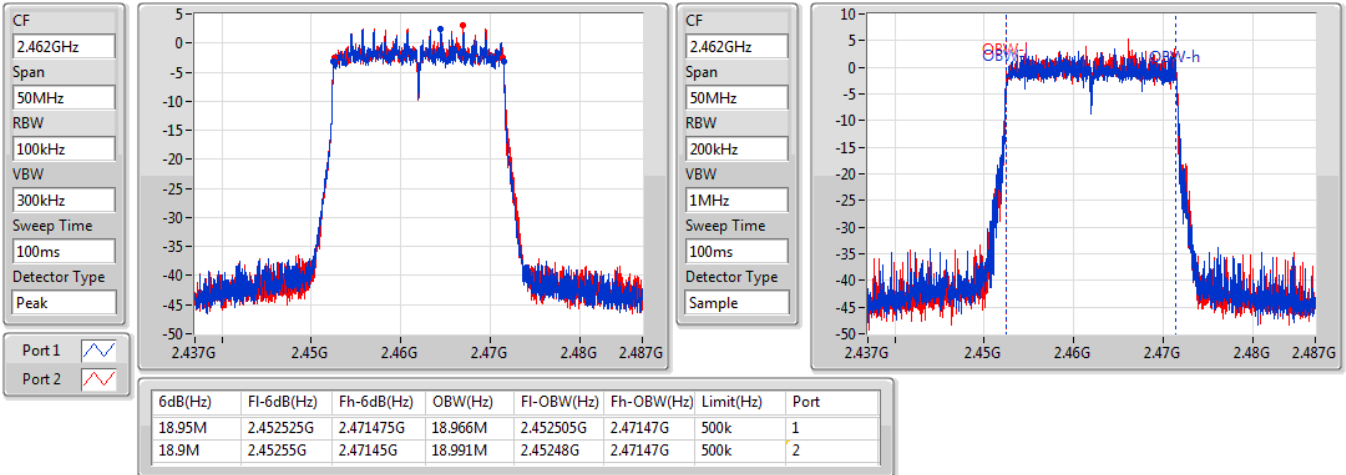 CF
2.462GHz
Span
50MHz
RBW
100kHz
VBW
300kHz
Sweep Time
100ms
Detector Type
Peak
Port 1
Port 2
5
0
-5
-10
-15
-20
-25
-30
-35
-40
-45
-50
2.437G 2.45G 2.46G 2.47G 2.48G 2.487G
CF
2.462GHz
Span
50MHz
RBW
200kHz
VBW
1MHz
Sweep Time
100ms
Detector Type
Sample
10
5
0
-5
-10
-15
-20
-25
-30
-35
-40
-45
-50
OBW-l
OBW-h
2.437G 2.45G 2.46G 2.47G 2.48G 2.487G
6dB(Hz) Fl-6dB(Hz) Fh-6dB(Hz) OBW(Hz) Fl-OBW(Hz) Fh-OBW(Hz) Limit(Hz) Port
18.95M 2.452525G 2.471475G 18.966M 2.452505G 2.47147G 500k 1
18.9M 2.45255G 2.47145G 18.991M 2.45248G 2.47147G 500k 2